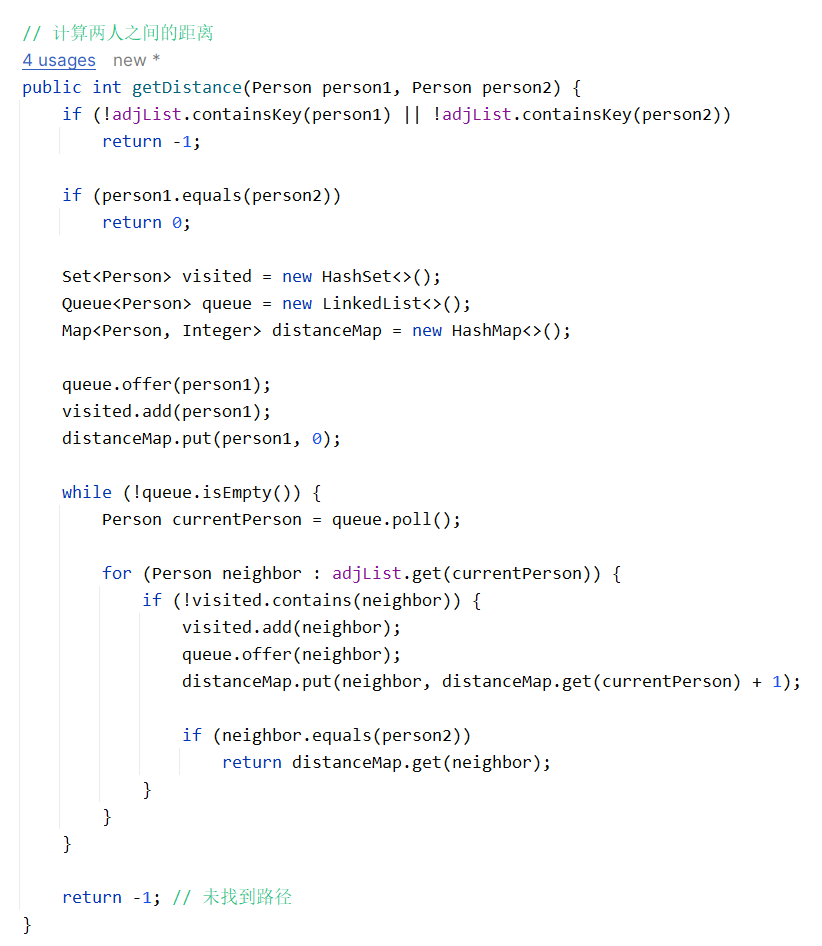 // 计算两人之间的距离
4 usages new *
public int getDistance(Person person1, Person person2) {
    if (!adjList.containsKey(person1) || !adjList.containsKey(person2))
        return -1;

    if (person1.equals(person2))
        return 0;

    Set<Person> visited = new HashSet<>();
    Queue<Person> queue = new LinkedList<>();
    Map<Person, Integer> distanceMap = new HashMap<>();

    queue.offer(person1);
    visited.add(person1);
    distanceMap.put(person1, 0);

    while (!queue.isEmpty()) {
        Person currentPerson = queue.poll();

        for (Person neighbor : adjList.get(currentPerson)) {
            if (!visited.contains(neighbor)) {
                visited.add(neighbor);
                queue.offer(neighbor);
                distanceMap.put(neighbor, distanceMap.get(currentPerson) + 1);

                if (neighbor.equals(person2))
                    return distanceMap.get(neighbor);
            }
        }
    }

    return -1; // 未找到路径
}